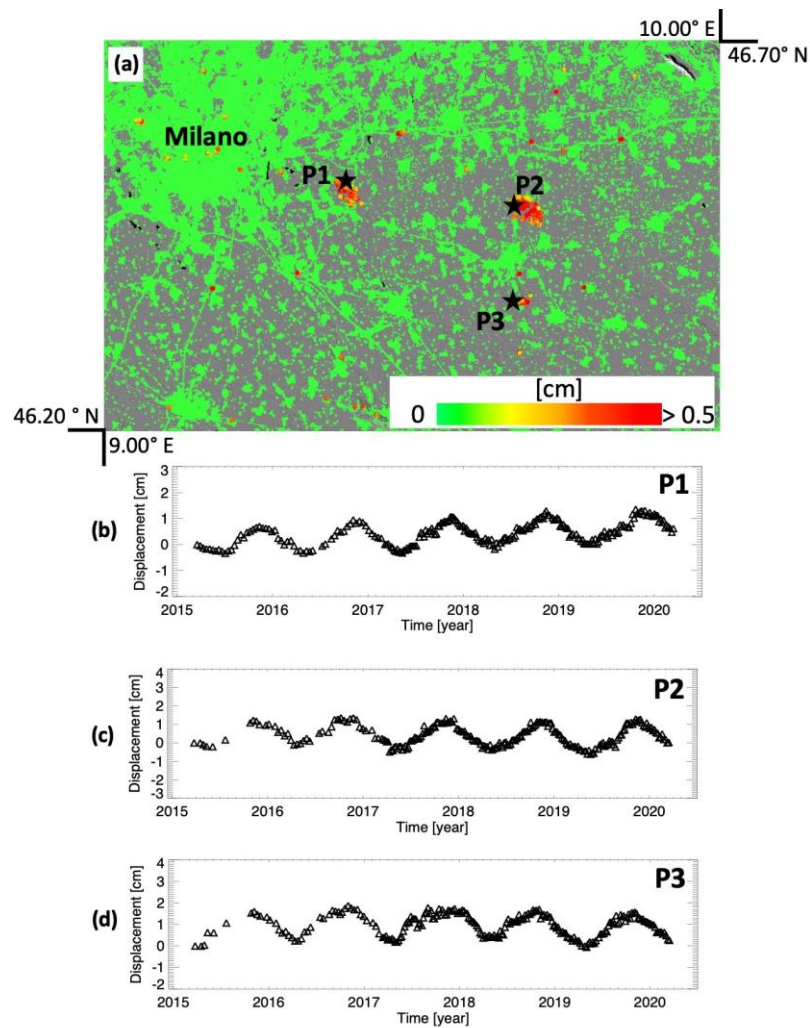 10.00° E
46.70° N
(a)
Milano
P1
P2
P3
[cm]
0
> 0.5
46.20 ° N
9.00° E
P1
(b)
Displacement [cm]
3
2
1
0
-1
-2
2015 2016 2017 2018 2019 2020
Time [year]
P2
(c)
Displacement [cm]
4
3
2
1
0
-1
-2
-3
2015 2016 2017 2018 2019 2020
Time [year]
P3
(d)
Displacement [cm]
4
3
2
1
0
-1
-2
2015 2016 2017 2018 2019 2020
Time [year]